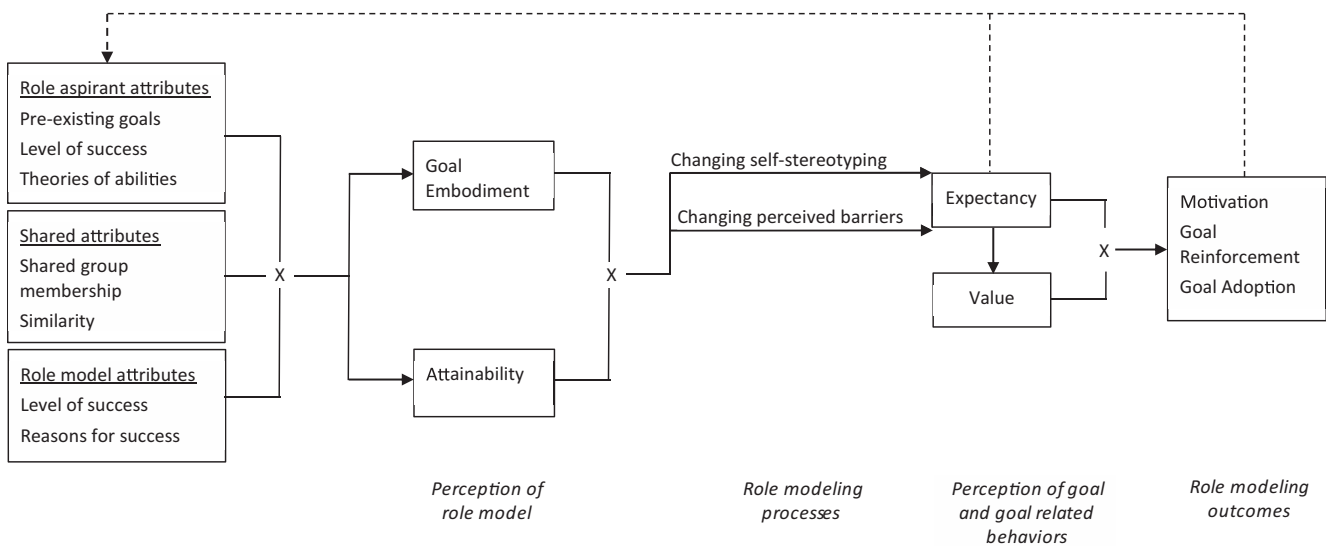 Role aspirant attributes
Pre-existing goals
Level of success
Theories of abilities
Shared attributes
Shared group
membership
Similarity
Role model attributes
Level of success
Reasons for success
X
Goal
Embodiment
Attainability
X
Changing self-stereotyping
Changing perceived barriers
Expectancy
Value
X
Motivation
Goal
Reinforcement
Goal Adoption
Perception of
role model
Role modeling
processes
Perception of goal
and goal related
behaviors
Role modeling
outcomes